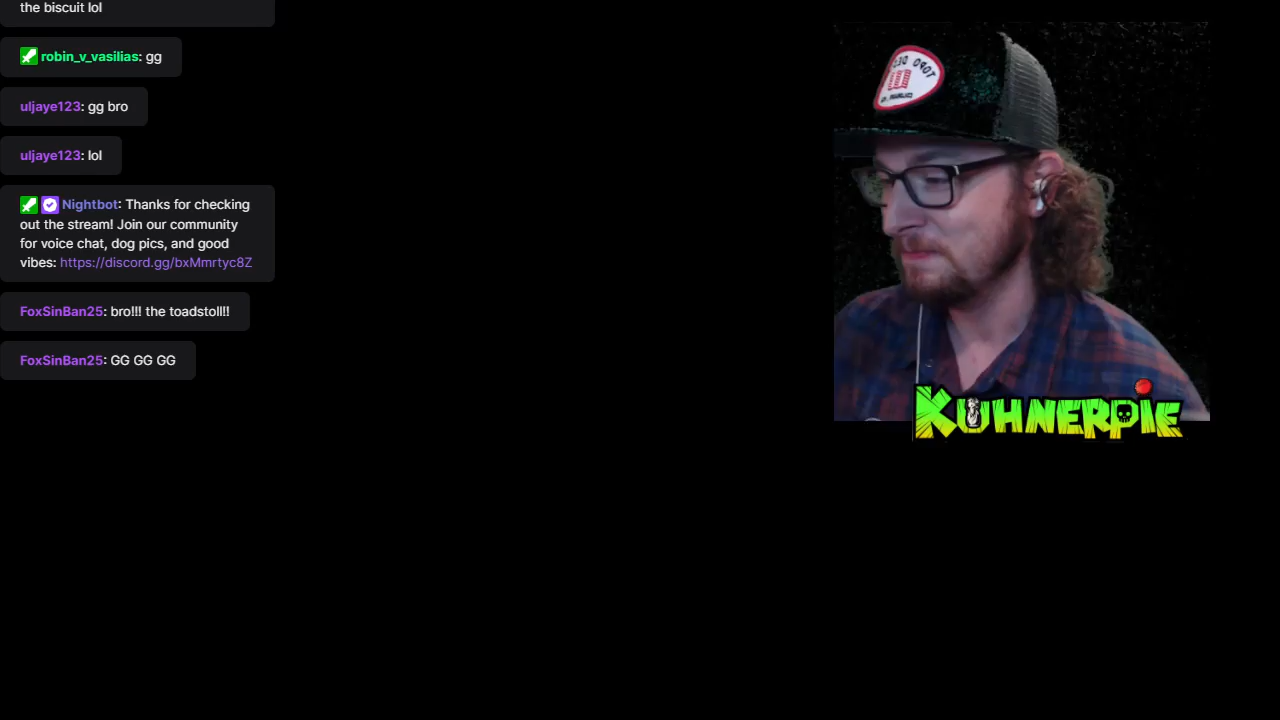 the biscuit lol
robin_v_vasilias: gg
uljaye123: gg bro
uljaye123: lol
Nightbot: Thanks for checking
out the stream! Join our community
for voice chat, dog pics, and good
vibes: https://discord.gg/bxMmrtyc8Z
FoxSinBan25: bro!!! the toadstoll!!
FoxSinBan25: GG GG GG
KUHNERPIE